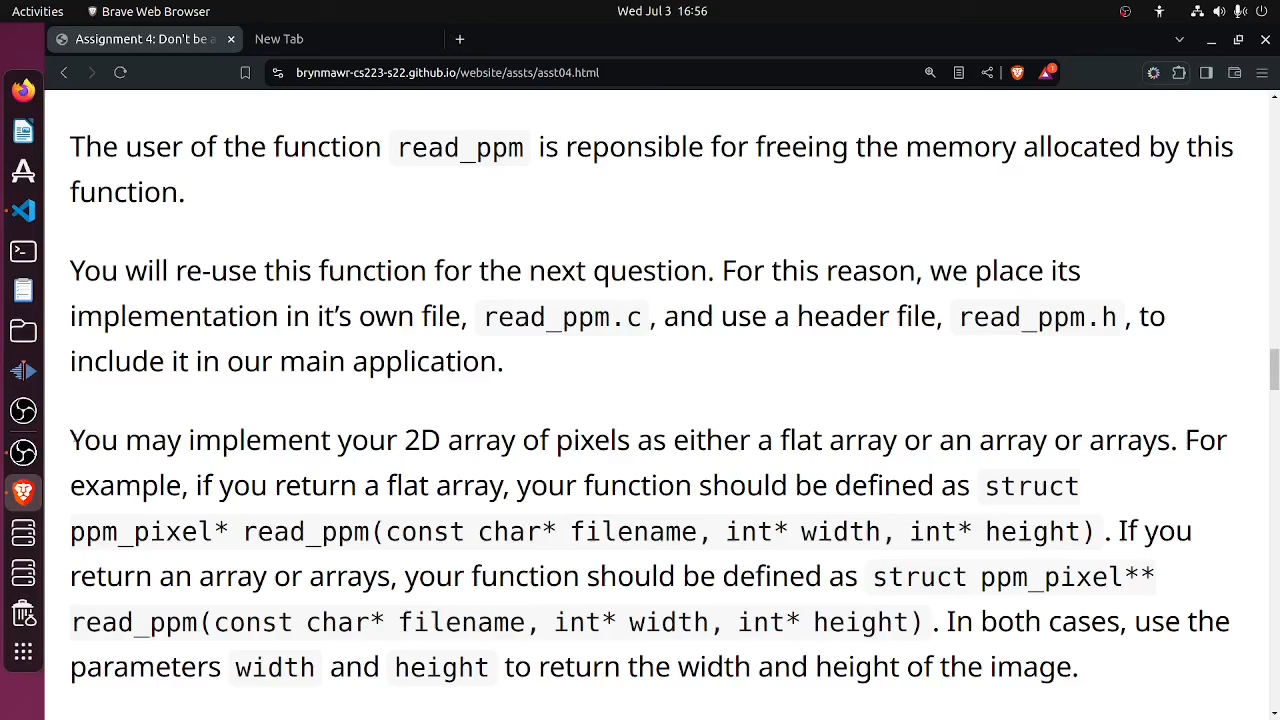 Activities Brave Web Browser Wed Jul 3 16:56
Assignment 4: Don't be a New Tab
brynmawr-cs223-s22.github.io/website/assts/asst04.html 1
The user of the function read_ppm is reponsible for freeing the memory allocated by this
function.
You will re-use this function for the next question. For this reason, we place its
implementation in it’s own file, read_ppm.c, and use a header file, read_ppm.h, to
include it in our main application.
You may implement your 2D array of pixels as either a flat array or an array or arrays. For
example, if you return a flat array, your function should be defined as struct
ppm_pixel* read_ppm(const char* filename, int* width, int* height). If you
return an array or arrays, your function should be defined as struct ppm_pixel**
read_ppm(const char* filename, int* width, int* height). In both cases, use the
parameters width and height to return the width and height of the image.